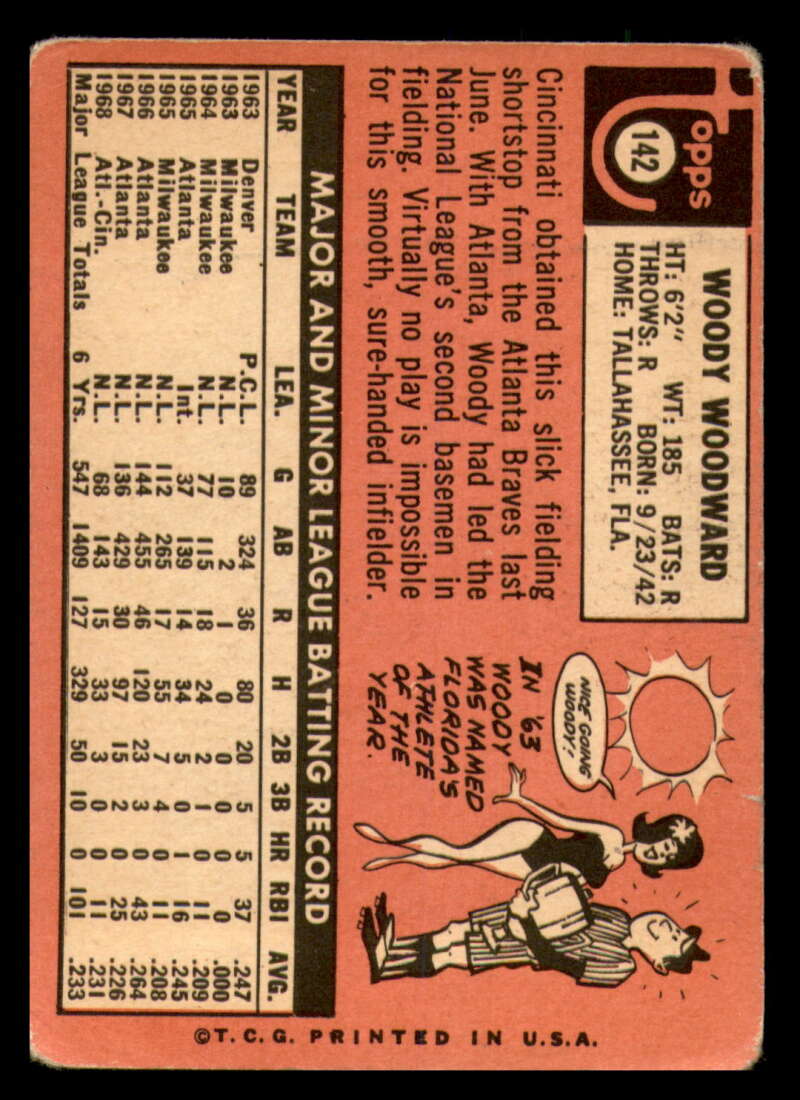 Topps
142
WOODY WOODWARD
HT: 6'2" WT: 185 BATS: R
THROWS: R BORN: 9/23/42
HOME: TALLAHASSEE, FLA.
Cincinnati obtained this slick fielding
shortstop from the Atlanta Braves last
June. With Atlanta, Woody had led the
National League's second basemen in
fielding. Virtually no play is impossible
for this smooth, sure-handed infielder.
NICE GOING
WOODY!
IN '63
WOODY
WAS NAMED
FLORIDA'S
ATHLETE
OF THE
YEAR.
MAJOR AND MINOR LEAGUE BATTING RECORD
YEAR TEAM LEA. G AB R H 2B 3B HR RBI AVG.
1963 Denver P.C.L. 89 324 36 80 20 5 5 37 .247
1963 Milwaukee N.L. 10 2 1 0 0 0 0 0 .000
1964 Milwaukee N.L. 77 115 18 24 2 1 0 11 .209
1965 Atlanta Int. 37 139 14 34 5 0 1 16 .245
1965 Milwaukee N.L. 112 265 17 55 7 4 0 11 .208
1966 Atlanta N.L. 144 455 46 120 23 3 0 43 .264
1967 Atlanta N.L. 136 429 30 97 15 2 0 25 .226
1968 Atl.-Cin. N.L. 68 143 15 33 3 0 0 11 .231
Major League Totals 6 Yrs. 547 1409 127 329 50 10 0 101 .233
©T.C.G. PRINTED IN U.S.A.